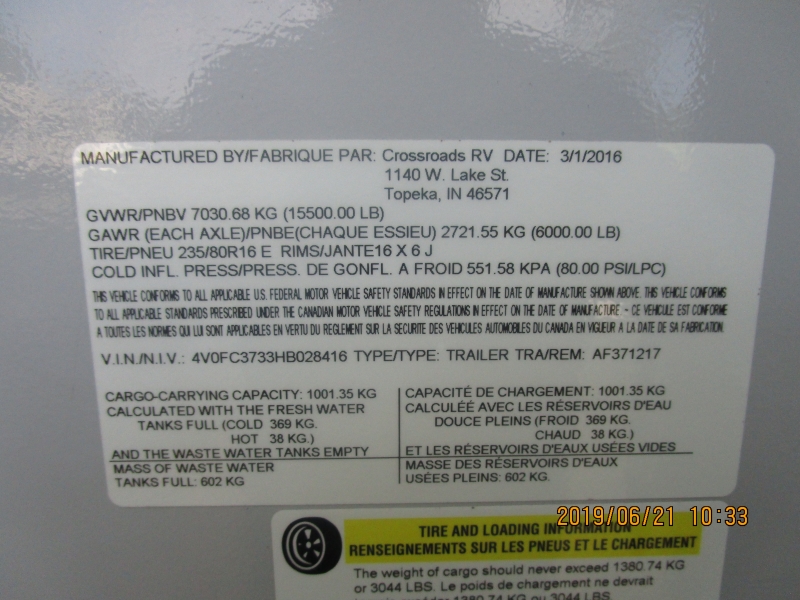 MANUFACTURED BY/FABRIQUE PAR: Crossroads RV DATE: 3/1/2016
1140 W. Lake St.
Topeka, IN 46571
GVWR/PNBV 7030.68 KG (15500.00 LB)
GAWR (EACH AXLE)/PNBE(CHAQUE ESSIEU) 2721.55 KG (6000.00 LB)
TIRE/PNEU 235/80R16 E RIMS/JANTE16 X 6 J
COLD INFL. PRESS/PRESS. DE GONFL. A FROID 551.58 KPA (80.00 PSI/LPC)
THIS VEHICLE CONFORMS TO ALL APPLICABLE U.S. FEDERAL MOTOR VEHICLE SAFETY STANDARDS IN EFFECT ON THE DATE OF MANUFACTURE SHOWN ABOVE. THIS VEHICLE CONFORMS
TO ALL APPLICABLE STANDARDS PRESCRIBED UNDER THE CANADIAN MOTOR VEHICLE SAFETY REGULATIONS IN EFFECT ON THE DATE OF MANUFACTURE - CE VEHICULE EST CONFORME
A TOUTES LES NORMES QUI LUI SONT APPLICABLES EN VERTU DU REGLEMENT SUR LA SECURITE DES VEHICULES AUTOMOBILES DU CANADA EN VIGUEUR A LA DATE DE SA FABRICATION.
V.I.N./N.I.V.: 4V0FC3733HB028416 TYPE/TYPE: TRAILER TRA/REM: AF371217
CARGO-CARRYING CAPACITY: 1001.35 KG
CALCULATED WITH THE FRESH WATER
TANKS FULL (COLD 369 KG.
HOT 38 KG.)
AND THE WASTE WATER TANKS EMPTY
MASS OF WASTE WATER
TANKS FULL: 602 KG
CAPACITÉ DE CHARGEMENT: 1001.35 KG
CALCULÉE AVEC LES RÉSERVOIRS D'EAU
DOUCE PLEINS (FROID 369 KG.
CHAUD 38 KG.)
ET LES RÉSERVOIRS D'EAUX USÉES VIDES
MASSE DES RÉSERVOIRS D'EAUX
USÉES PLEINS: 602 KG.
2019/06/21 10:33
TIRE AND LOADING INFORMATION
RENSEIGNEMENTS SUR LES PNEUS ET LE CHARGEMENT
The weight of cargo should never exceed 1380.74 KG
or 3044 LBS. Le poids de chargement ne devrait
1380.74 KG ou 3044 LBS.